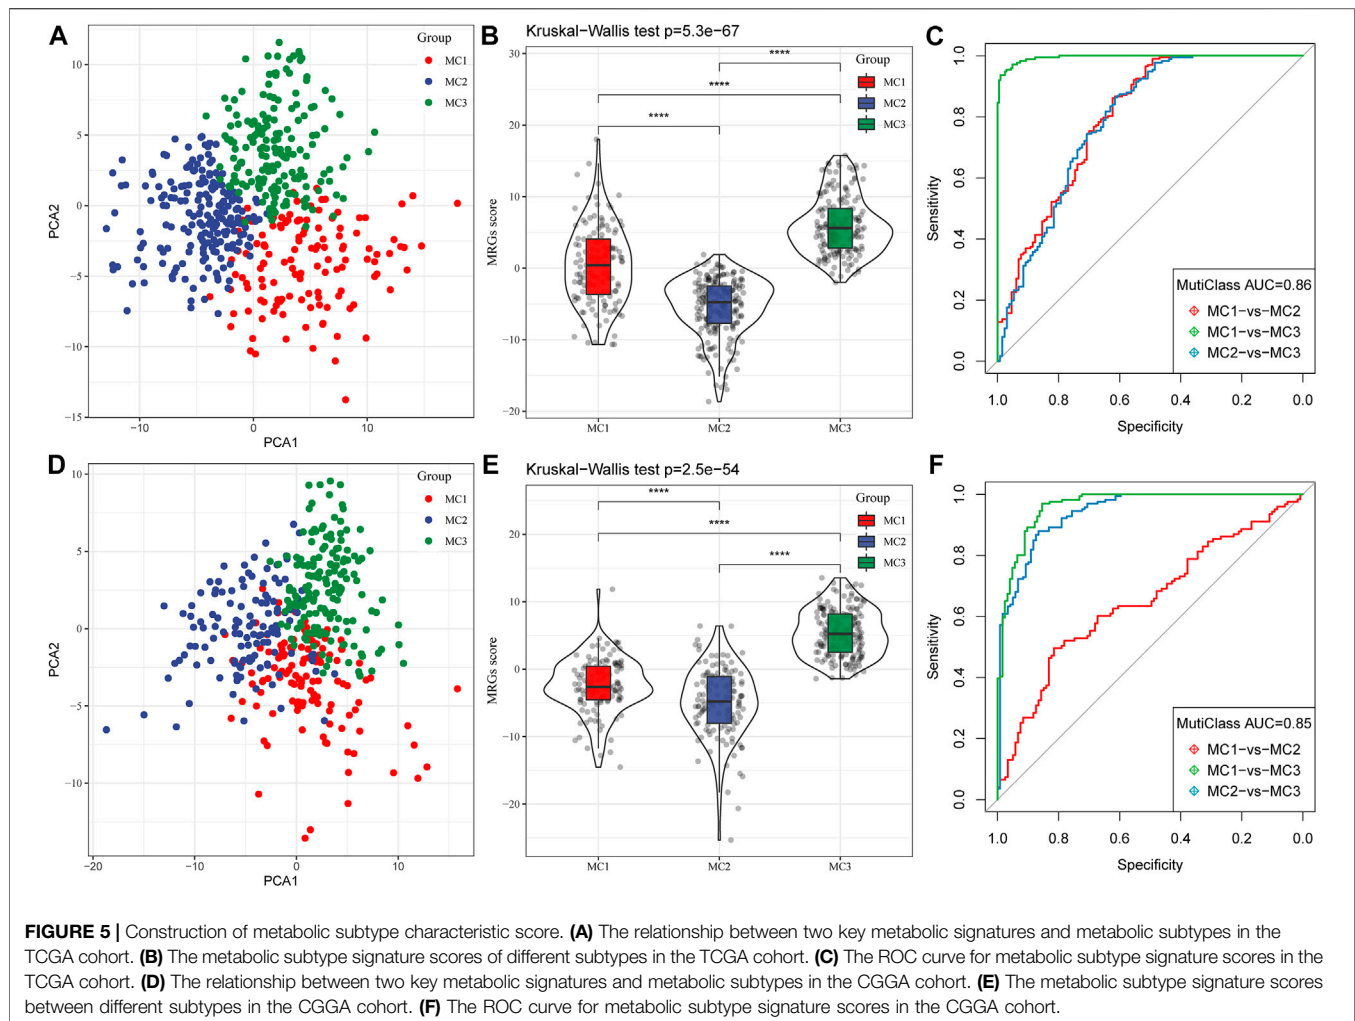 A
Group
MC1
MC2
MC3
10
5
0
−5
−10
−15
PCA2
−10
0
10
PCA1
B
Kruskal−Wallis test p=5.3e−67
****
****
****
Group
MC1
MC2
MC3
30
20
10
0
−10
−20
MRGs score
MC1
MC2
MC3
C
1.0
0.8
0.6
0.4
0.2
0.0
Sensitivity
MutiClass AUC=0.86
MC1−vs−MC2
MC1−vs−MC3
MC2−vs−MC3
1.0
0.8
0.6
0.4
0.2
0.0
Specificity
D
Group
MC1
MC2
MC3
10
5
0
−5
−10
PCA2
−20
−10
0
10
PCA1
E
Kruskal−Wallis test p=2.5e−54
****
****
****
Group
MC1
MC2
MC3
20
10
0
−10
−20
MRGs score
MC1
MC2
MC3
F
1.0
0.8
0.6
0.4
0.2
0.0
Sensitivity
MutiClass AUC=0.85
MC1−vs−MC2
MC1−vs−MC3
MC2−vs−MC3
1.0
0.8
0.6
0.4
0.2
0.0
Specificity
FIGURE 5 | Construction of metabolic subtype characteristic score. (A) The relationship between two key metabolic signatures and metabolic subtypes in the
TCGA cohort. (B) The metabolic subtype signature scores of different subtypes in the TCGA cohort. (C) The ROC curve for metabolic subtype signature scores in the
TCGA cohort. (D) The relationship between two key metabolic signatures and metabolic subtypes in the CGGA cohort. (E) The metabolic subtype signature scores
between different subtypes in the CGGA cohort. (F) The ROC curve for metabolic subtype signature scores in the CGGA cohort.